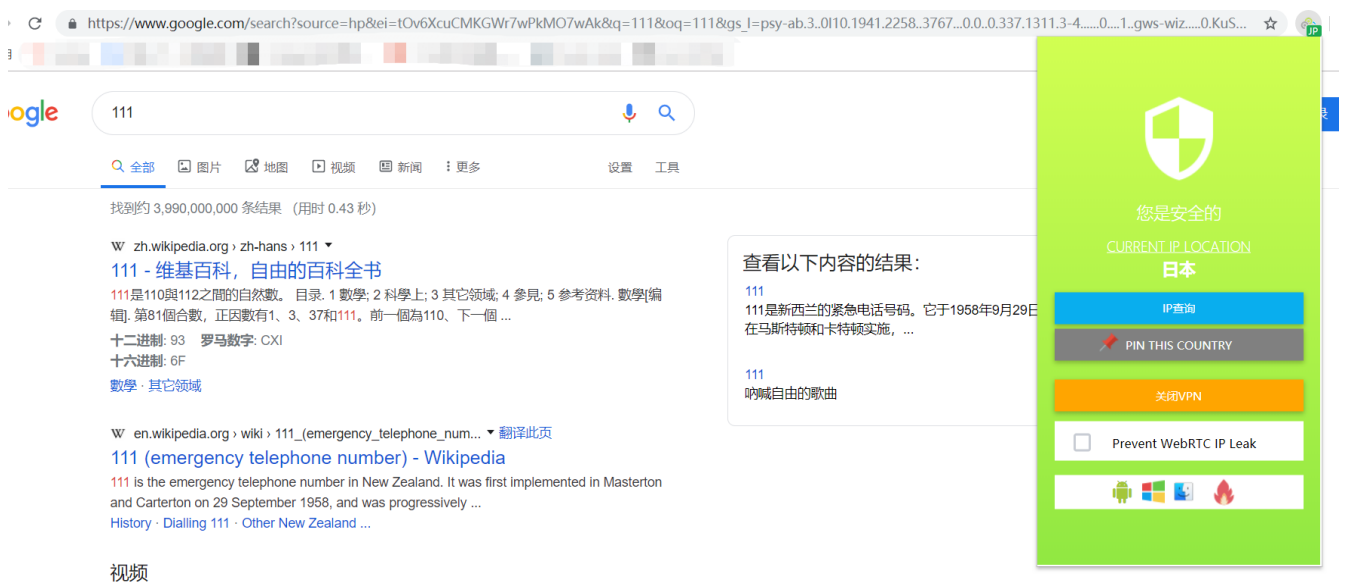 https://www.google.com/search?source=hp&ei=tOv6XcuCMKGWr7wPkMO7wAk&q=111&oq=111&gs_l=psy-ab.3..0l10.1941.2258..3767...0.0..0.337.1311.3-4......0....1..gws-wiz.....0.KuS...
JP
ogle
111
全部
图片
地图
视频
新闻
更多
设置
工具
找到约 3,990,000,000 条结果 （用时 0.43 秒）
W zh.wikipedia.org › zh-hans › 111
111 - 维基百科，自由的百科全书
111是110與112之間的自然數。 目录. 1 數學; 2 科學上; 3 其它领域; 4 參見; 5 参考资料. 數學[编
辑]. 第81個合數，正因數有1、3、37和111。前一個為110、下一個 ...
十二进制: 93 罗马数字: CXI
十六进制: 6F
數學 · 其它领域
W en.wikipedia.org › wiki › 111_(emergency_telephone_num... 翻译此页
111 (emergency telephone number) - Wikipedia
111 is the emergency telephone number in New Zealand. It was first implemented in Masterton
and Carterton on 29 September 1958, and was progressively ...
History · Dialling 111 · Other New Zealand ...
视频
查看以下内容的结果：
111
111是新西兰的紧急电话号码。它于1958年9月29日
在马斯特顿和卡特顿实施，...
111
呐喊自由的歌曲
您是安全的
CURRENT IP LOCATION
日本
IP查询
PIN THIS COUNTRY
关闭VPN
Prevent WebRTC IP Leak